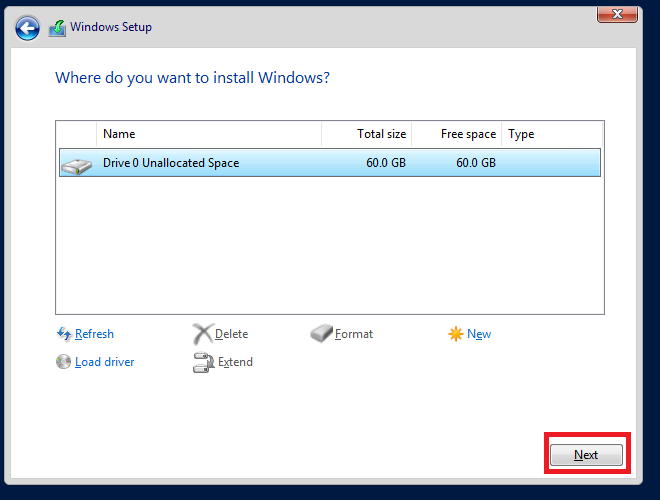 Windows Setup
Where do you want to install Windows?
Name Total size Free space Type
Drive 0 Unallocated Space 60.0 GB 60.0 GB
Refresh Delete Format New
Load driver Extend
Next